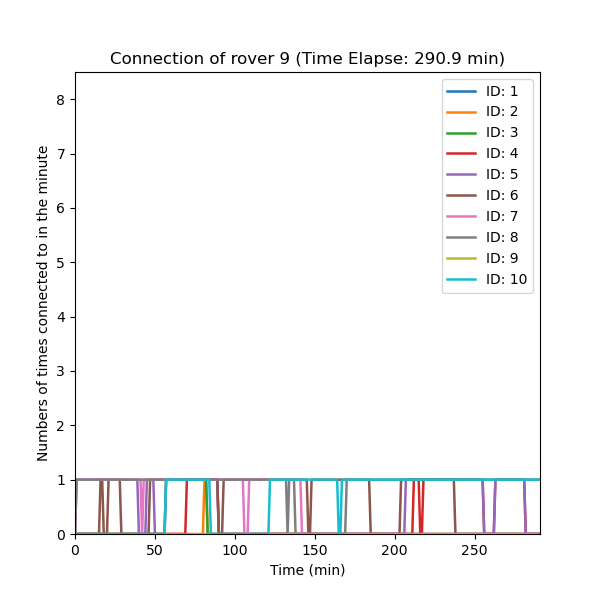 Connection of rover 9 (Time Elapse: 290.9 min)
Numbers of times connected to in the minute
8
7
6
5
4
3
2
1
0
ID: 1
ID: 2
ID: 3
ID: 4
ID: 5
ID: 6
ID: 7
ID: 8
ID: 9
ID: 10
0 50 100 150 200 250
Time (min)